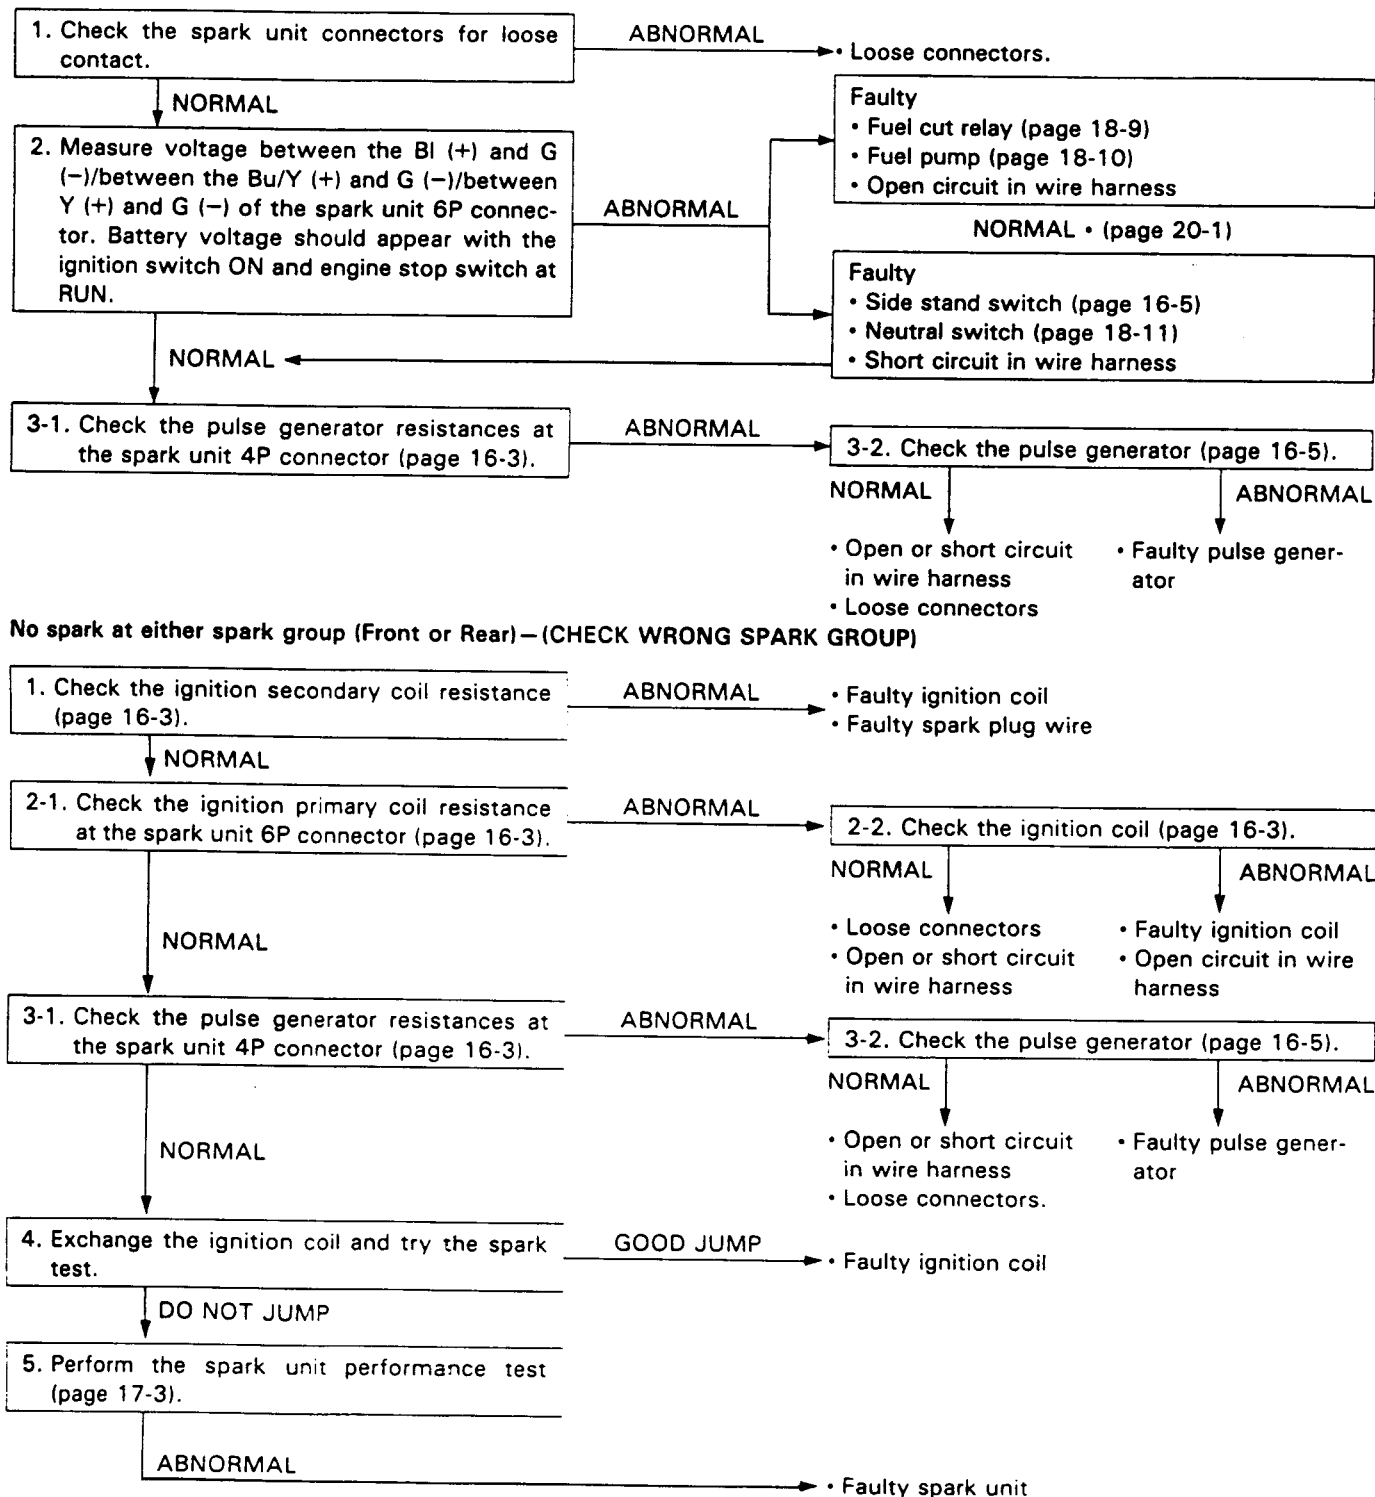 1. Check the spark unit connectors for loose
contact.
ABNORMAL
• Loose connectors.
NORMAL
2. Measure voltage between the Bl (+) and G
(−)/between the Bu/Y (+) and G (−)/between
Y (+) and G (−) of the spark unit 6P connec-
tor. Battery voltage should appear with the
ignition switch ON and engine stop switch at
RUN.
ABNORMAL
Faulty
• Fuel cut relay (page 18-9)
• Fuel pump (page 18-10)
• Open circuit in wire harness
NORMAL • (page 20-1)
Faulty
• Side stand switch (page 16-5)
• Neutral switch (page 18-11)
• Short circuit in wire harness
NORMAL
3-1. Check the pulse generator resistances at
the spark unit 4P connector (page 16-3).
ABNORMAL
3-2. Check the pulse generator (page 16-5).
NORMAL
ABNORMAL
• Open or short circuit
in wire harness
• Loose connectors
• Faulty pulse gener-
ator
No spark at either spark group (Front or Rear)—(CHECK WRONG SPARK GROUP)
1. Check the ignition secondary coil resistance
(page 16-3).
ABNORMAL
• Faulty ignition coil
• Faulty spark plug wire
NORMAL
2-1. Check the ignition primary coil resistance
at the spark unit 6P connector (page 16-3).
ABNORMAL
2-2. Check the ignition coil (page 16-3).
NORMAL
ABNORMAL
• Loose connectors
• Open or short circuit
in wire harness
• Faulty ignition coil
• Open circuit in wire
harness
NORMAL
3-1. Check the pulse generator resistances at
the spark unit 4P connector (page 16-3).
ABNORMAL
3-2. Check the pulse generator (page 16-5).
NORMAL
ABNORMAL
• Open or short circuit
in wire harness
• Loose connectors.
• Faulty pulse gener-
ator
NORMAL
4. Exchange the ignition coil and try the spark
test.
GOOD JUMP
• Faulty ignition coil
DO NOT JUMP
5. Perform the spark unit performance test
(page 17-3).
ABNORMAL
• Faulty spark unit